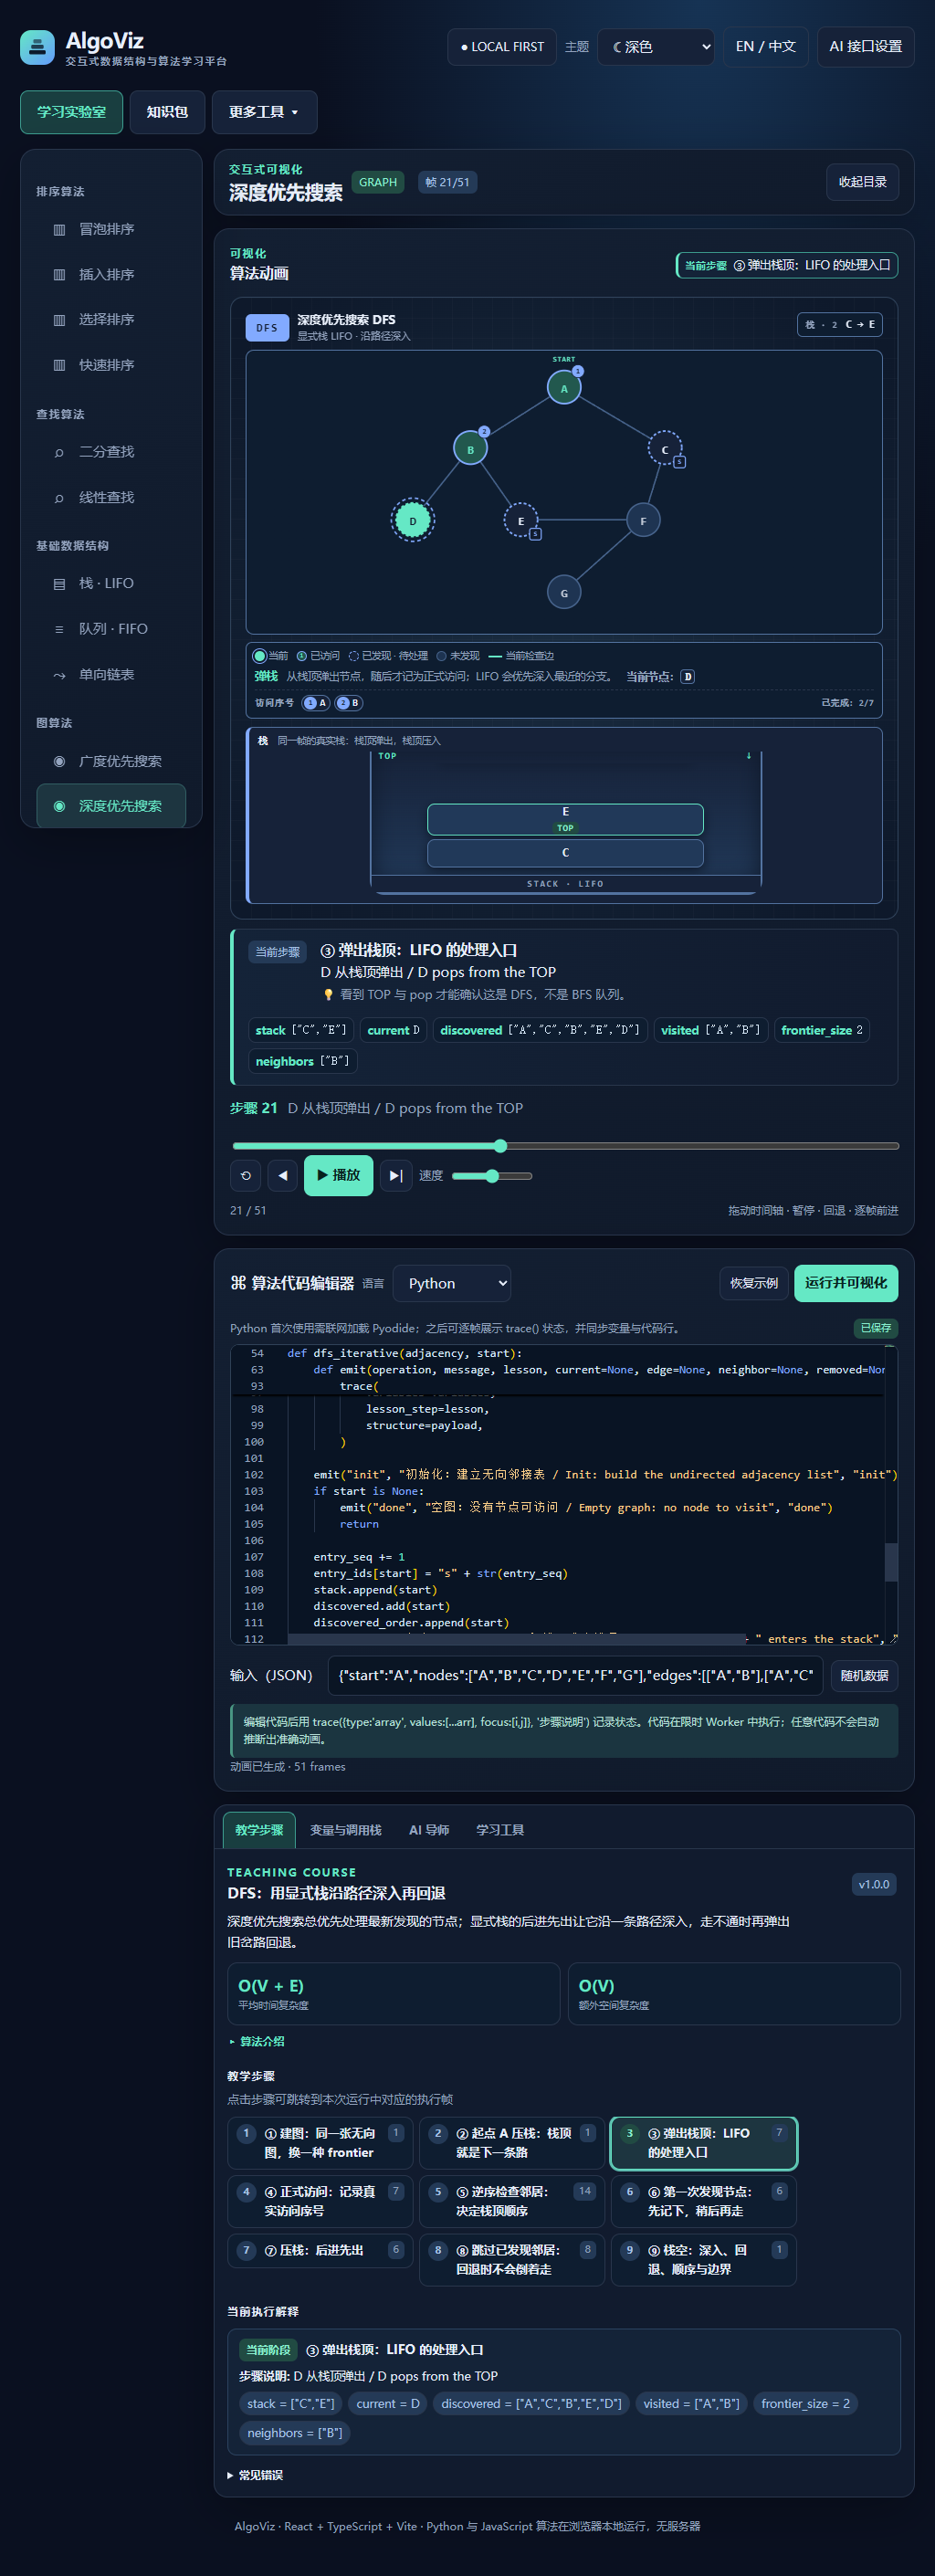 AlgoViz
交互式数据结构与算法学习平台
● LOCAL FIRST
主题
☾ 深色
EN / 中文
AI 接口设置
学习实验室
知识包
更多工具 ▾
排序算法
冒泡排序
插入排序
选择排序
快速排序
查找算法
二分查找
线性查找
基础数据结构
栈 · LIFO
队列 · FIFO
单向链表
图算法
广度优先搜索
深度优先搜索
交互式可视化
深度优先搜索
GRAPH
帧 21/51
收起目录
可视化
算法动画
当前步骤 ③ 弹出栈顶：LIFO 的处理入口
DFS
深度优先搜索 DFS
显式栈 LIFO · 沿路径深入
栈 · 2 C → E
START
A
1
B
2
C
S
D
E
S
F
G
当前 已访问 已发现 · 待处理 未发现 当前检查边
弹栈 从栈顶弹出节点，随后才记为正式访问；LIFO 会优先深入最近的分支。 当前节点： D
访问序号 1 A 2 B
已完成: 2/7
栈 同一帧的真实栈：栈顶弹出，栈顶压入
TOP ↓
E
TOP
C
STACK · LIFO
当前步骤
③ 弹出栈顶：LIFO 的处理入口
D 从栈顶弹出 / D pops from the TOP
💡 看到 TOP 与 pop 才能确认这是 DFS，不是 BFS 队列。
stack ["C","E"]
current D
discovered ["A","C","B","E","D"]
visited ["A","B"]
frontier_size 2
neighbors ["B"]
步骤 21 D 从栈顶弹出 / D pops from the TOP
▶ 播放
速度
21 / 51
拖动时间轴 · 暂停 · 回退 · 逐帧前进
⌘ 算法代码编辑器
语言
Python
恢复示例
运行并可视化
Python 首次使用需联网加载 Pyodide；之后可逐帧展示 trace() 状态，并同步变量与代码行。
已保存
54 def dfs_iterative(adjacency, start):
63 def emit(operation, message, lesson, current=None, edge=None, neighbor=None, removed=Non
93 trace(
98 lesson_step=lesson,
99 structure=payload,
100 )
101
102 emit("init", "初始化：建立无向邻接表 / Init: build the undirected adjacency list", "init")
103 if start is None:
104 emit("done", "空图：没有节点可访问 / Empty graph: no node to visit", "done")
105 return
106
107 entry_seq += 1
108 entry_ids[start] = "s" + str(entry_seq)
109 stack.append(start)
110 discovered.add(start)
111 discovered_order.append(start)
112 + " enters the stack", "
输入（JSON）
{"start":"A","nodes":["A","B","C","D","E","F","G"],"edges":[["A","B"],["A","C"
随机数据
编辑代码后用 trace({type:'array', values:[...arr], focus:[i,j]}, '步骤说明') 记录状态。代码在限时 Worker 中执行；任意代码不会自动
推断出准确动画。
动画已生成 · 51 frames
教学步骤
变量与调用栈
AI 导师
学习工具
TEACHING COURSE
DFS：用显式栈沿路径深入再回退
v1.0.0
深度优先搜索总优先处理最新发现的节点；显式栈的后进先出让它沿一条路径深入，走不通时再弹出
旧岔路回退。
O(V + E)
平均时间复杂度
O(V)
额外空间复杂度
▸ 算法介绍
教学步骤
点击步骤可跳转到本次运行中对应的执行帧
1 ① 建图：同一张无向
图，换一种 frontier 1
2 ② 起点 A 压栈：栈顶
就是下一条路 1
3 ③ 弹出栈顶：LIFO
的处理入口 7
4 ④ 正式访问：记录真
实访问序号 7
5 ⑤ 逆序检查邻居：
决定栈顶顺序 14
6 ⑥ 第一次发现节点：
先记下，稍后再走 6
7 ⑦ 压栈：后进先出 6
8 ⑧ 跳过已发现邻居：
回退时不会倒着走 8
9 ⑨ 栈空：深入、回
退、顺序与边界 1
当前执行解释
当前阶段 ③ 弹出栈顶：LIFO 的处理入口
步骤说明: D 从栈顶弹出 / D pops from the TOP
stack = ["C","E"]
current = D
discovered = ["A","C","B","E","D"]
visited = ["A","B"]
frontier_size = 2
neighbors = ["B"]
▶ 常见错误
AlgoViz · React + TypeScript + Vite · Python 与 JavaScript 算法在浏览器本地运行，无服务器